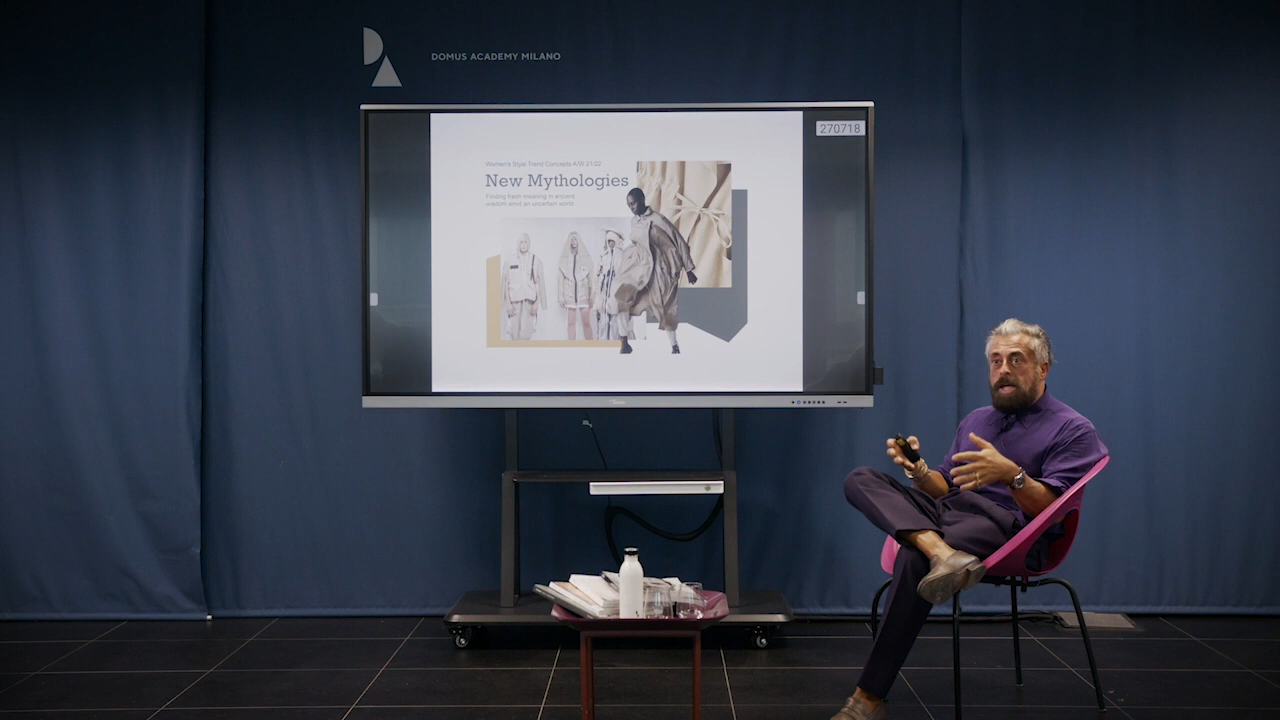 DOMUS ACADEMY MILANO
270718
Women's Style Trend Concepts A/W 21/22
New Mythologies
Finding fresh meaning in ancient
wisdom amid an uncertain world